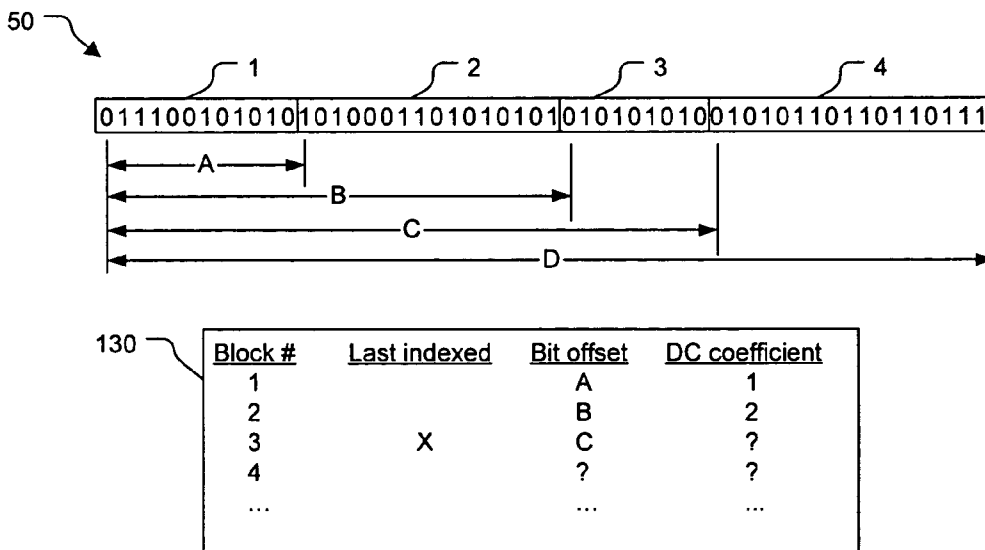 50
1 2 3 4
011100101010 1010001101010101 010101010 01010110110110111
A
B
C
D
130
Block # Last indexed Bit offset DC coefficient
1 A 1
2 B 2
3 X C ?
4 ? ?
... ... ...